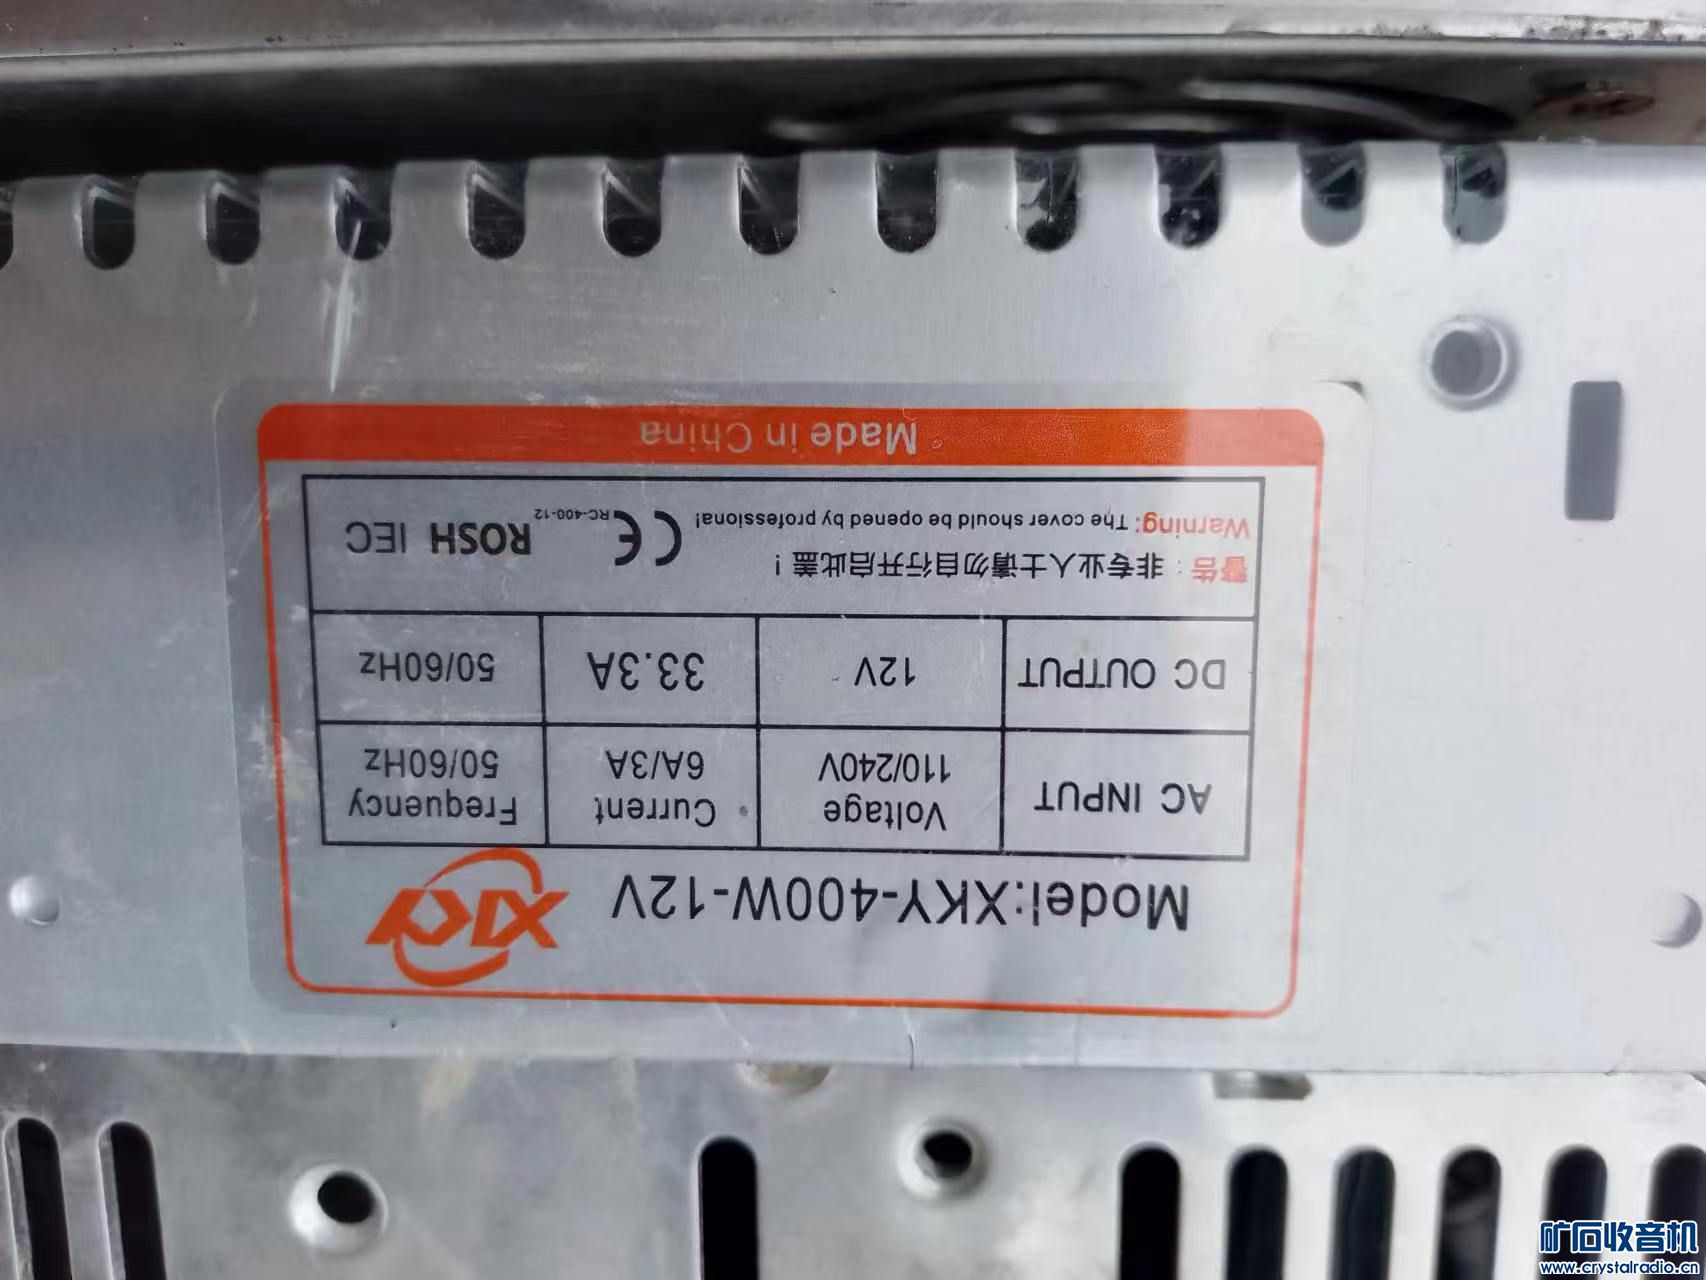 Model:XKY-400W-12V
AC INPUT Voltage 110/240V Current 6A/3A Frequency 50/60Hz
DC OUTPUT 12V 33.3A 50/60Hz
警告：非专业人士请勿自行开启此盖！
Warning: The cover should be opened by professional!
CE RC-400-12 ROSH IEC
Made in China
矿石收音机
www.crystalradio.cn